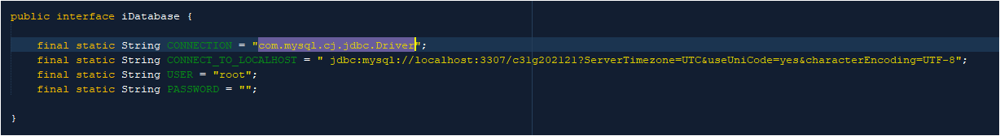 public interface iDatabase {
final static String CONNECTION = "com.mysql.cj.jdbc.Driver";
final static String CONNECT_TO_LOCALHOST = " jdbc:mysql://localhost:3307/c31g202121?ServerTimezone=UTC&useUniCode=yes&characterEncoding=UTF-8";
final static String USER = "root";
final static String PASSWORD = "";
}